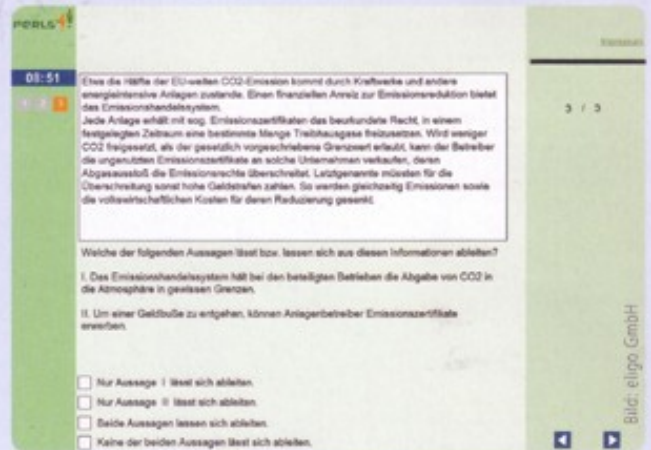 PERLS4!
Impressum
08:51
1 2 3
3 / 3
Etwa die Hälfte der EU-weiten CO2-Emission kommt durch Kraftwerke und andere
energieintensive Anlagen zustande. Einen finanziellen Anreiz zur Emissionsreduktion bietet
das Emissionshandelssystem.
Jede Anlage erhält mit sog. Emissionszertifikaten das beurkundete Recht, in einem
festgelegten Zeitraum eine bestimmte Menge Treibhausgase freizusetzen. Wird weniger
CO2 freigesetzt, als der gesetzlich vorgeschriebene Grenzwert erlaubt, kann der Betreiber
die ungenutzten Emissionszertifikate an solche Unternehmen verkaufen, deren
Abgasausstoß die Emissionsrechte überschreitet. Letztgenannte müssten für die
Überschreitung sonst hohe Geldstrafen zahlen. So werden gleichzeitig Emissionen sowie
die volkswirtschaftlichen Kosten für deren Reduzierung gesenkt.
Welche der folgenden Aussagen lässt bzw. lassen sich aus diesen Informationen ableiten?
I. Das Emissionshandelssystem hält bei den beteiligten Betrieben die Abgabe von CO2 in
die Atmosphäre in gewissen Grenzen.
II. Um einer Geldbuße zu entgehen, können Anlagenbetreiber Emissionszertifikate
erwerben.
Nur Aussage I lässt sich ableiten.
Nur Aussage II lässt sich ableiten.
Beide Aussagen lassen sich ableiten.
Keine der beiden Aussagen lässt sich ableiten.
Bild: eligo GmbH